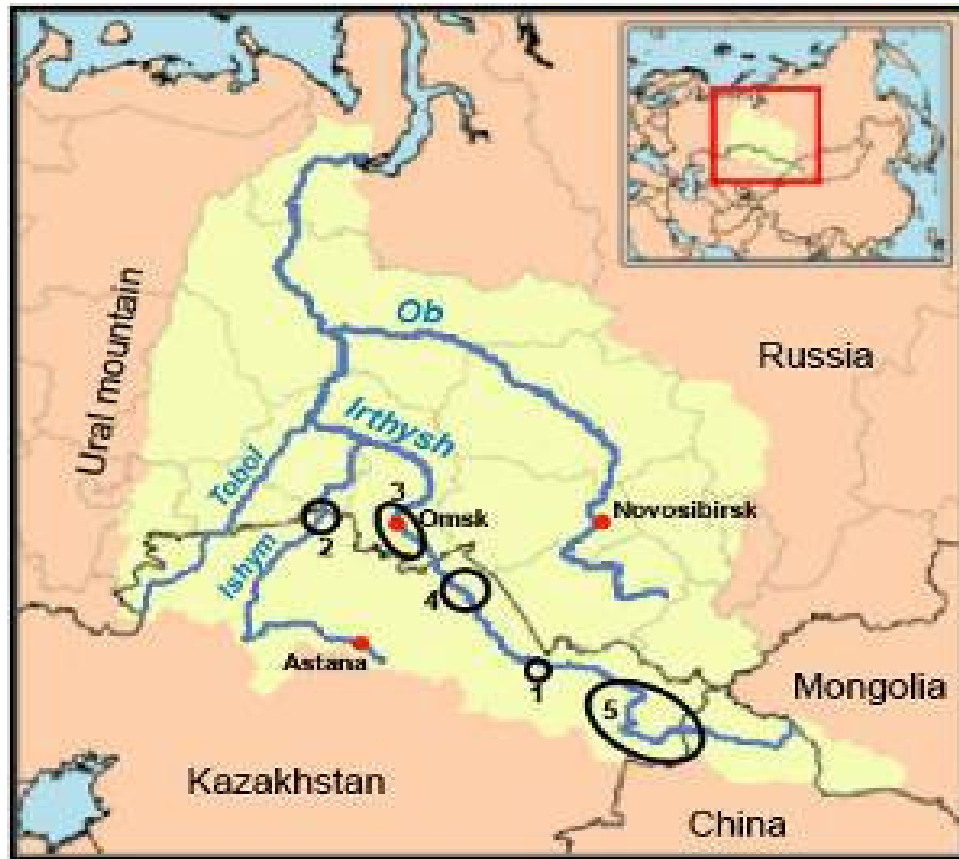 Ob
Russia
Ural mountain
Irthysh
Tobol
3
Omsk
Novosibirsk
2
Ishym
4
Astana
1
Mongolia
5
Kazakhstan
China